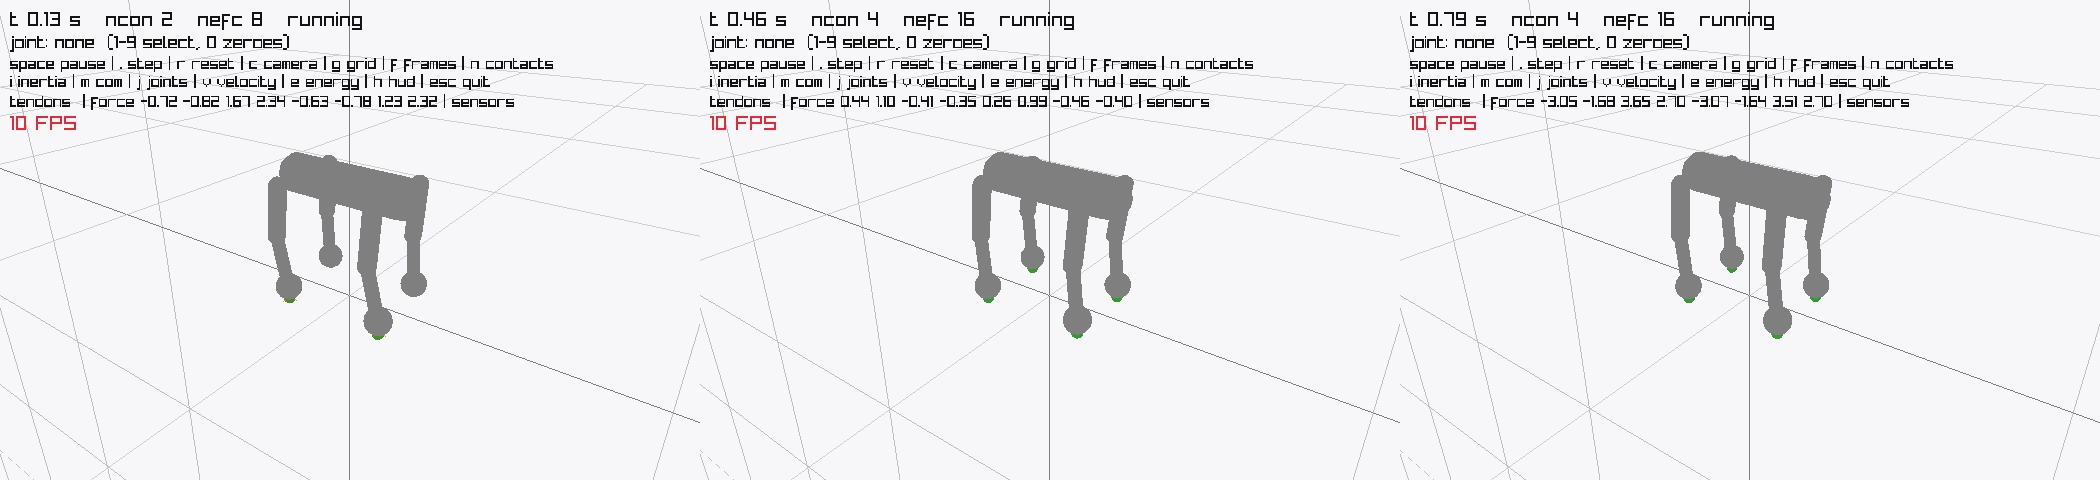 t 0.13 s ncon 2 nefc 8 running
joint: none (1-9 select, 0 zeroes)
space pause | . step | r reset | c camera | g grid | f frames | n contacts
i inertia | m com | j joints | v velocity | e energy | h hud | esc quit
tendons | force -0.72 -0.82 1.67 2.34 -0.63 -0.78 1.23 2.32 | sensors
10 FPS
t 0.46 s ncon 4 nefc 16 running
joint: none (1-9 select, 0 zeroes)
space pause | . step | r reset | c camera | g grid | f frames | n contacts
i inertia | m com | j joints | v velocity | e energy | h hud | esc quit
tendons | force 0.44 1.10 -0.41 -0.35 0.26 0.99 -0.46 -0.40 | sensors
10 FPS
t 0.79 s ncon 4 nefc 16 running
joint: none (1-9 select, 0 zeroes)
space pause | . step | r reset | c camera | g grid | f frames | n contacts
i inertia | m com | j joints | v velocity | e energy | h hud | esc quit
tendons | force -3.05 -1.68 3.65 2.70 -3.07 -1.64 3.51 2.70 | sensors
10 FPS